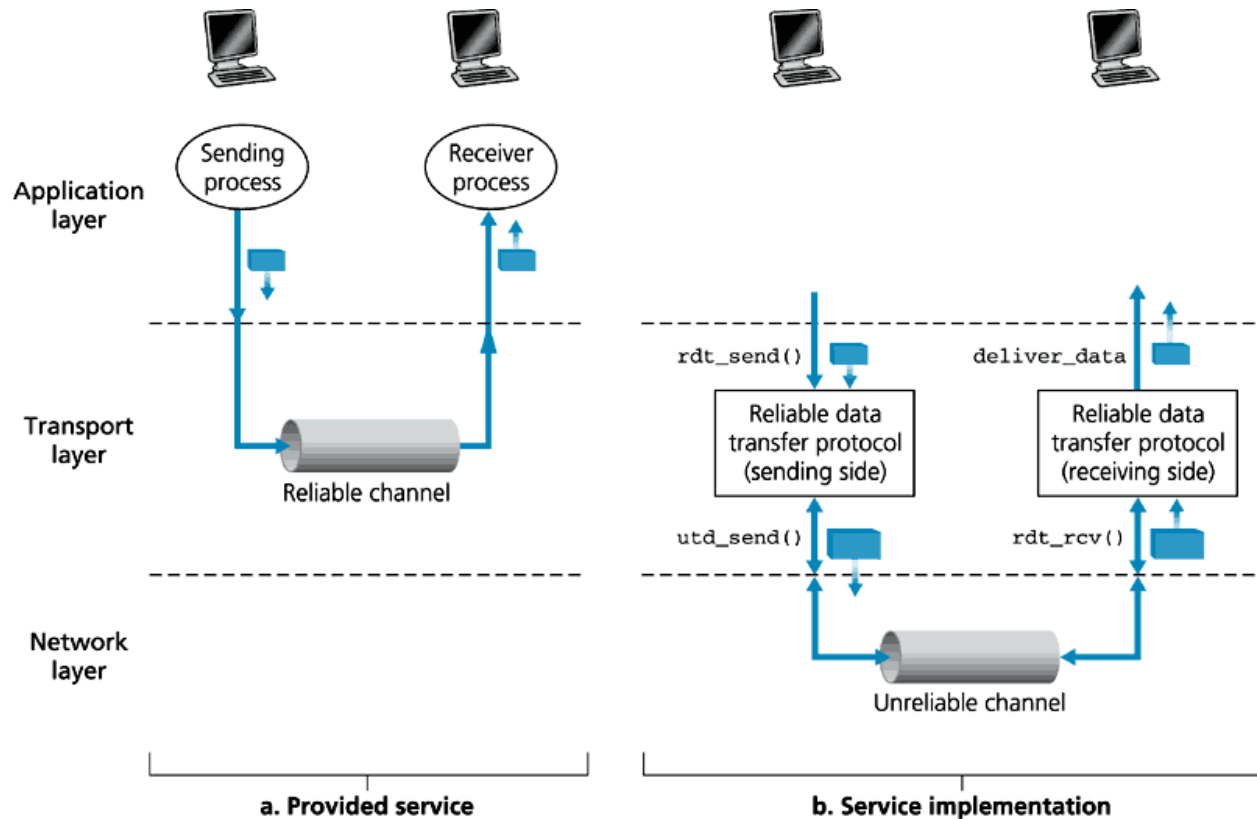 Sending
process
Receiver
process
Application
layer
rdt_send()
deliver_data
Transport
layer
Reliable channel
Reliable data
transfer protocol
(sending side)
Reliable data
transfer protocol
(receiving side)
utd_send()
rdt_rcv()
Network
layer
Unreliable channel
a. Provided service
b. Service implementation